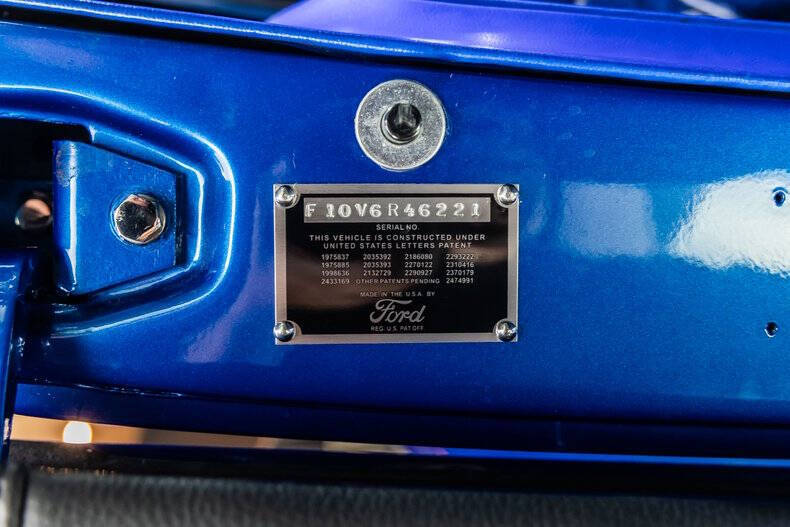 F10V6R46221
SERIAL NO.
THIS VEHICLE IS CONSTRUCTED UNDER
UNITED STATES LETTERS PATENT
1975837 2035392 2186080 2293222
1975885 2035393 2270122 2310416
1998636 2132729 2290927 2370179
2433169 OTHER PATENTS PENDING 2474991
MADE IN THE U.S.A. BY
Ford
REG. U.S. PAT OFF.